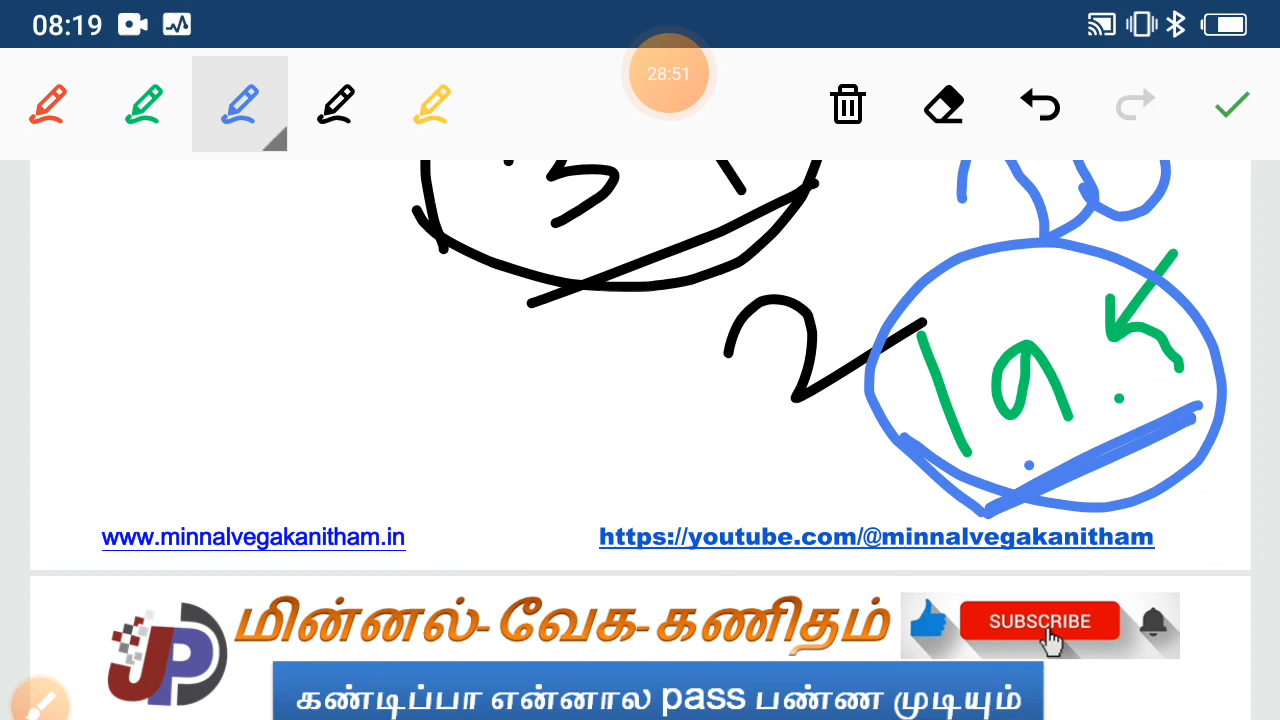 08:19
28:51
2
19.5
www.minnalvegakanitham.in
https://youtube.com/@minnalvegakanitham
JP மின்னல்-வேக-கணிதம் SUBSCRIBE
கண்டிப்பா என்னால pass பண்ண முடியும்